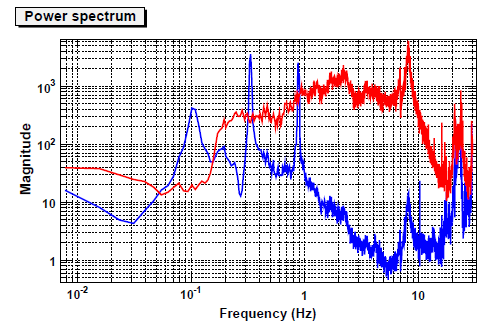 Power spectrum
Magnitude
10³
10²
10
1
10⁻² 10⁻¹ 1 10
Frequency (Hz)